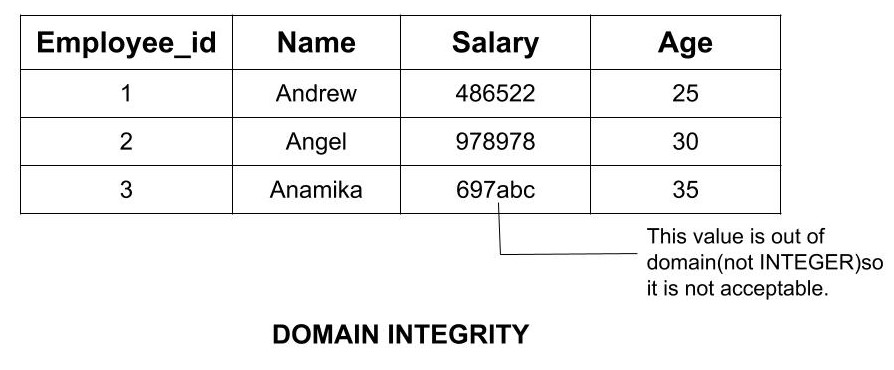 Employee_id Name Salary Age
1 Andrew 486522 25
2 Angel 978978 30
3 Anamika 697abc 35
This value is out of
domain(not INTEGER)so
it is not acceptable.
DOMAIN INTEGRITY